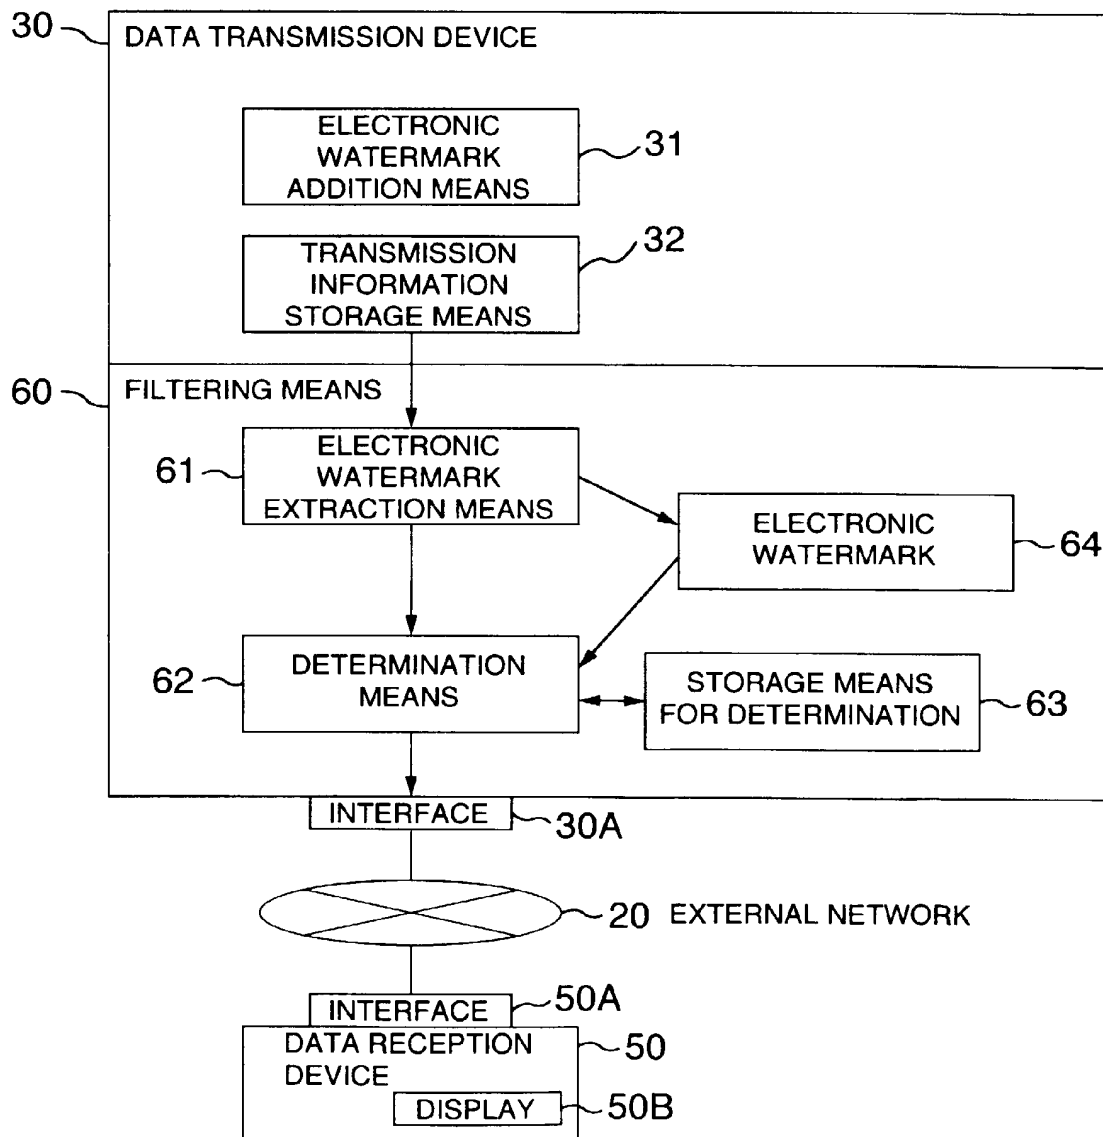 30
DATA TRANSMISSION DEVICE
ELECTRONIC
WATERMARK
ADDITION MEANS
31
TRANSMISSION
INFORMATION
STORAGE MEANS
32
60
FILTERING MEANS
61
ELECTRONIC
WATERMARK
EXTRACTION MEANS
ELECTRONIC
WATERMARK
64
62
DETERMINATION
MEANS
STORAGE MEANS
FOR DETERMINATION
63
INTERFACE
30A
20 EXTERNAL NETWORK
INTERFACE
50A
DATA RECEPTION
DEVICE
50
DISPLAY
50B